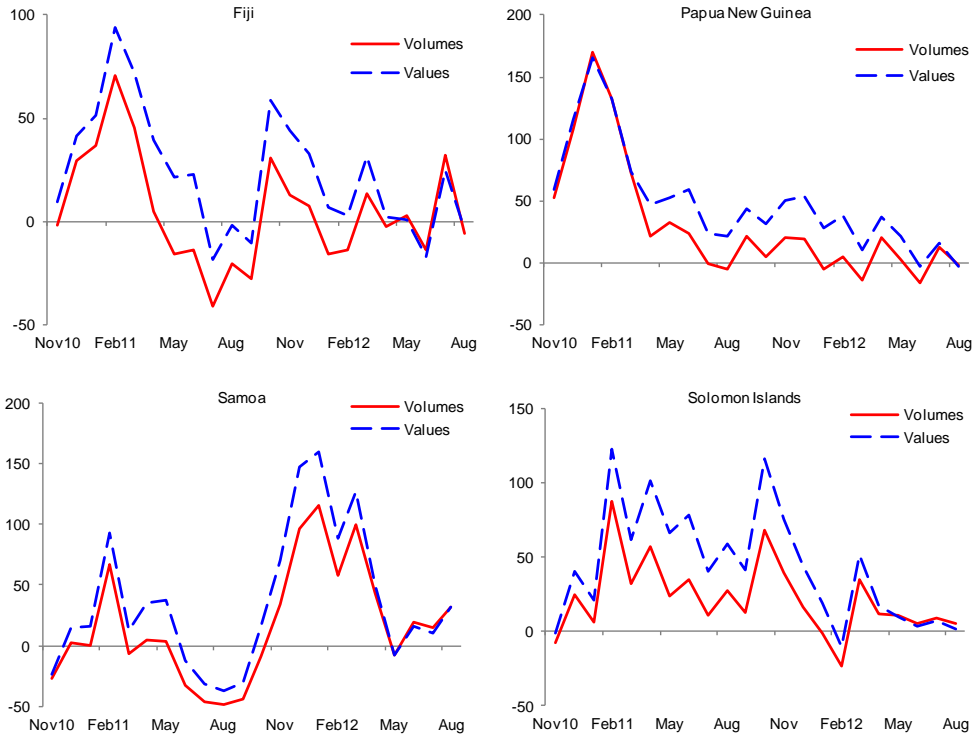 Fiji
100
50
0
-50
Volumes
Values
Nov10 Feb11 May Aug Nov Feb12 May Aug
Papua New Guinea
200
150
100
50
0
-50
Volumes
Values
Nov10 Feb11 May Aug Nov Feb12 May Aug
Samoa
200
150
100
50
0
-50
Volumes
Values
Nov10 Feb11 May Aug Nov Feb12 May Aug
Solomon Islands
150
100
50
0
-50
Volumes
Values
Nov10 Feb11 May Aug Nov Feb12 May Aug